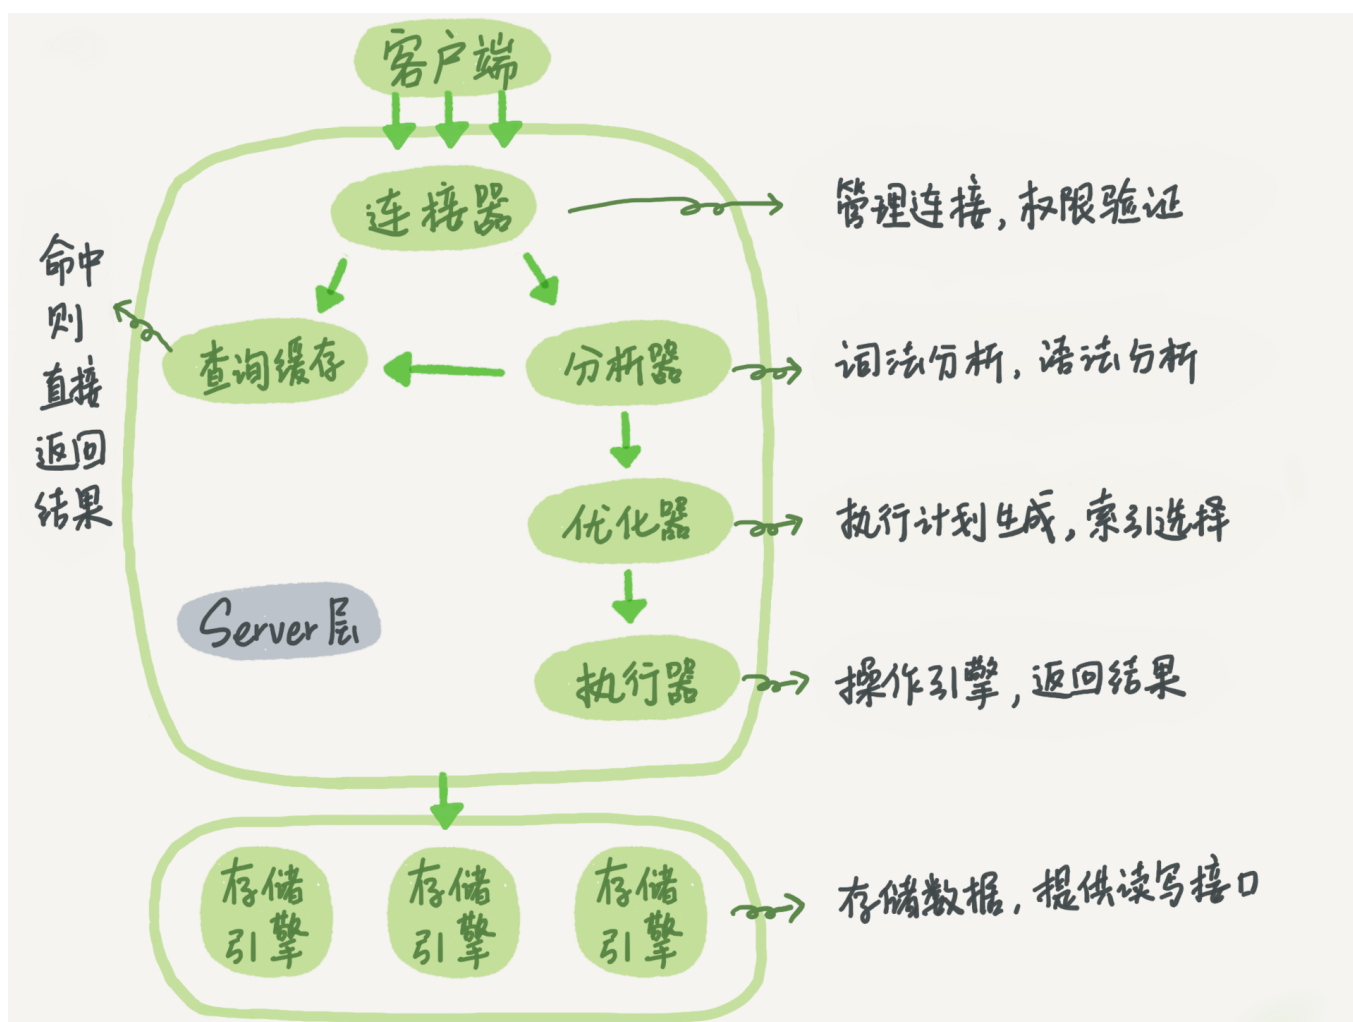 客户端
连接器
管理连接,权限验证
命中
则
直接
返回
结果
查询缓存
分析器
词法分析,语法分析
优化器
执行计划生成,索引选择
Server层
执行器
操作引擎,返回结果
存储
引擎
存储
引擎
存储
引擎
存储数据,提供读写接口